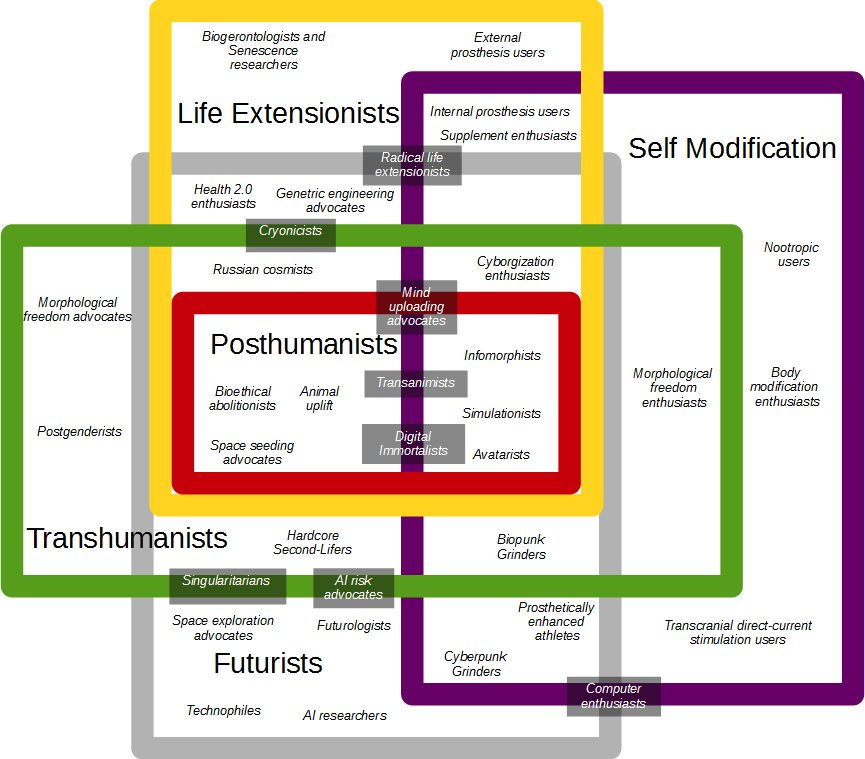 Biogerontologists and
Senescence
researchers
External
prosthesis users
Life Extensionists
Internal prosthesis users
Supplement enthusiasts
Self Modification
Radical life
extensionists
Health 2.0
enthusiasts
Genetric engineering
advocates
Cryonicists
Russian cosmists
Cyborgization
enthusiasts
Nootropic
users
Morphological
freedom advocates
Mind
uploading
advocates
Posthumanists
Infomorphists
Transanimists
Bioethical
abolitionists
Animal
uplift
Simulationists
Morphological
freedom
enthusiasts
Body
modification
enthusiasts
Postgenderists
Digital
Immortalists
Space seeding
advocates
Avatarists
Transhumanists
Hardcore
Second-Lifers
Biopunk
Grinders
Singularitarians
AI risk
advocates
Space exploration
advocates
Futurologists
Prosthetically
enhanced
athletes
Transcranial direct-current
stimulation users
Futurists
Cyberpunk
Grinders
Computer
enthusiasts
Technophiles
AI researchers